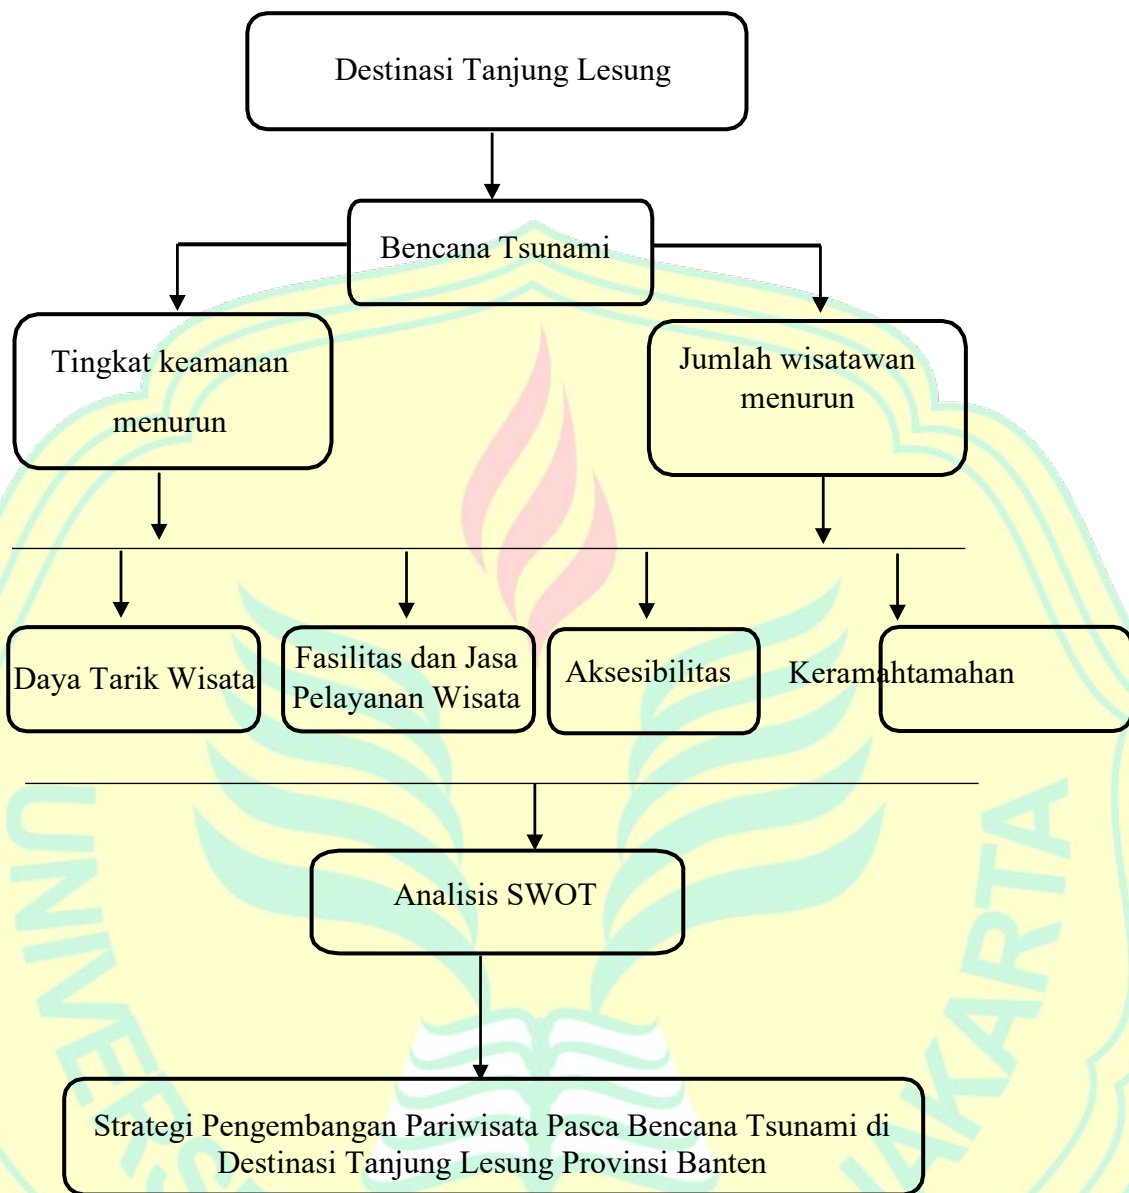 Destinasi Tanjung Lesung
Bencana Tsunami
Tingkat keamanan
menurun
Jumlah wisatawan
menurun
Daya Tarik Wisata
Fasilitas dan Jasa
Pelayanan Wisata
Aksesibilitas
Keramahtamahan
Analisis SWOT
Strategi Pengembangan Pariwisata Pasca Bencana Tsunami di
Destinasi Tanjung Lesung Provinsi Banten